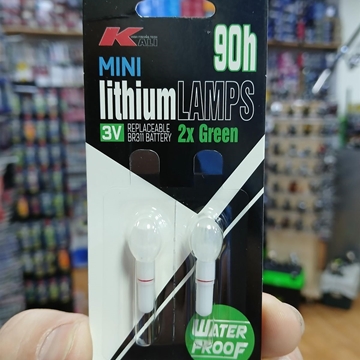 KALI
90h
MINI
lithium LAMPS
3V REPLACEABLE
BR311 BATTERY 2x Green
WATER
PROOF